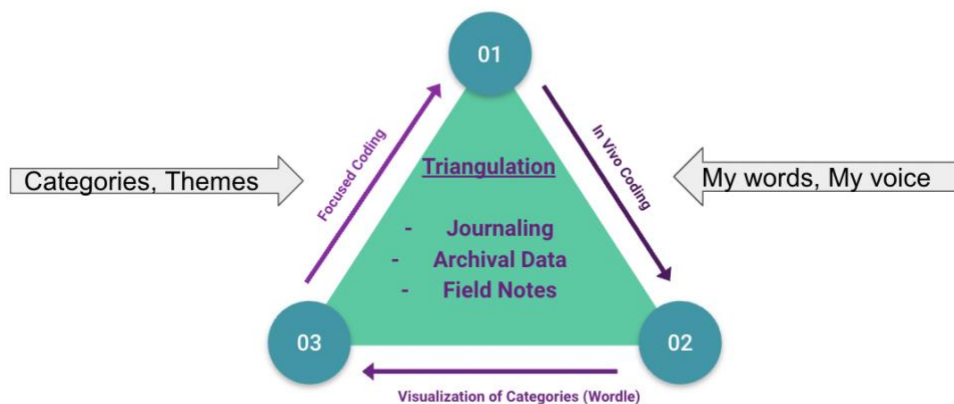 01
Focused Coding
In Vivo Coding
Triangulation
Categories, Themes
My words, My voice
- Journaling
- Archival Data
- Field Notes
03
02
Visualization of Categories (Wordle)